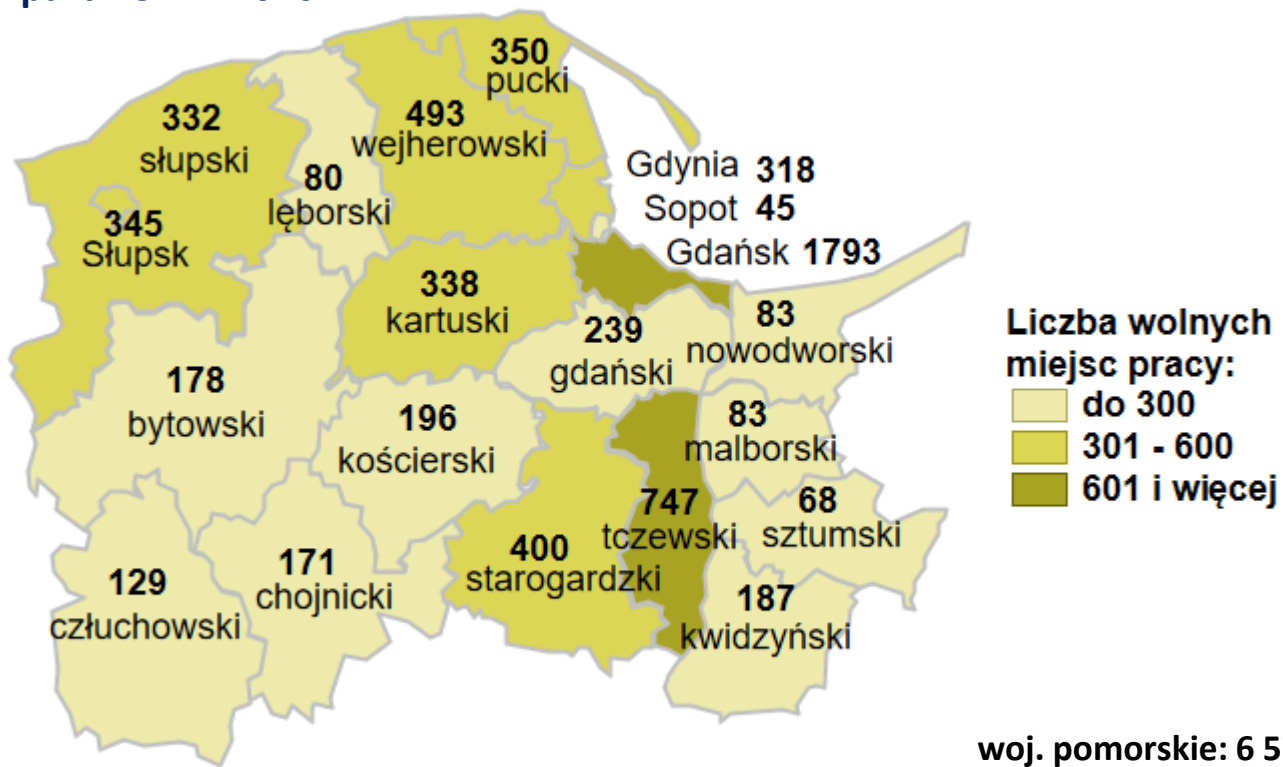 350
pucki
493
wejherowski
332
słupski
80
lęborski
345
Słupsk
Gdynia 318
Sopot 45
Gdańsk 1793
338
kartuski
239
gdański
83
nowodworski
178
bytowski
196
kościerski
83
malborski
747
tczewski
68
sztumski
400
starogardzki
129
człuchowski
171
chojnicki
187
kwidzyński
Liczba wolnych
miejsc pracy:
do 300
301 - 600
601 i więcej
woj. pomorskie: 6 5